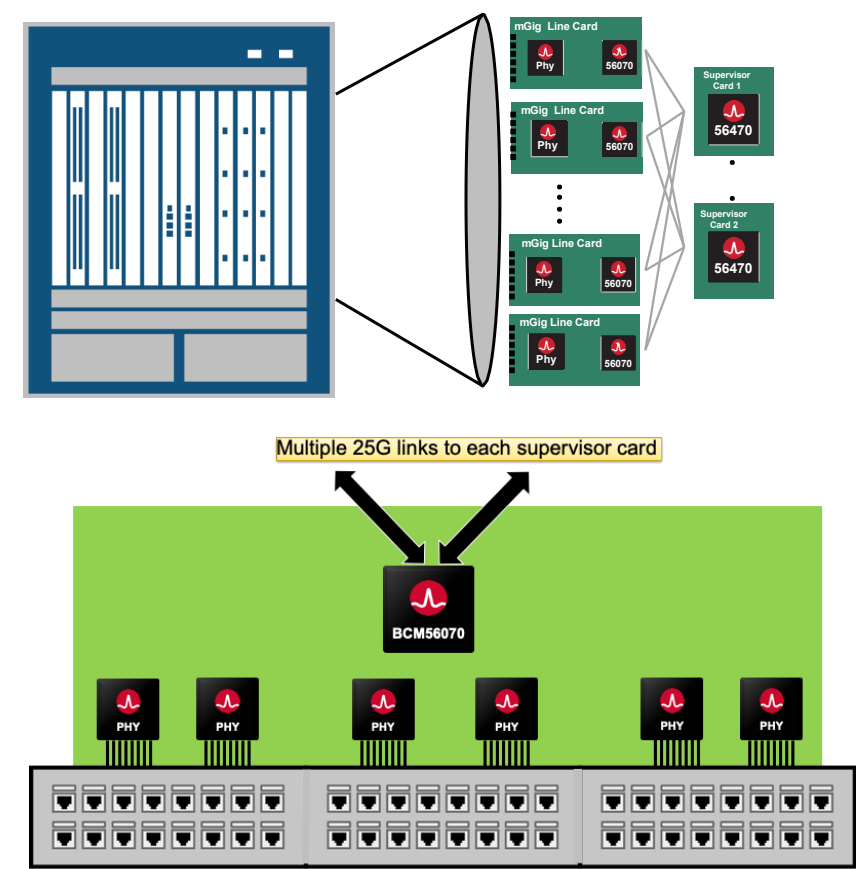 mGig Line Card
Phy
56070
mGig Line Card
Phy
56070
mGig Line Card
Phy
56070
mGig Line Card
Phy
56070
Supervisor
Card 1
56470
Supervisor
Card 2
56470
Multiple 25G links to each supervisor card
BCM56070
PHY
PHY
PHY
PHY
PHY
PHY